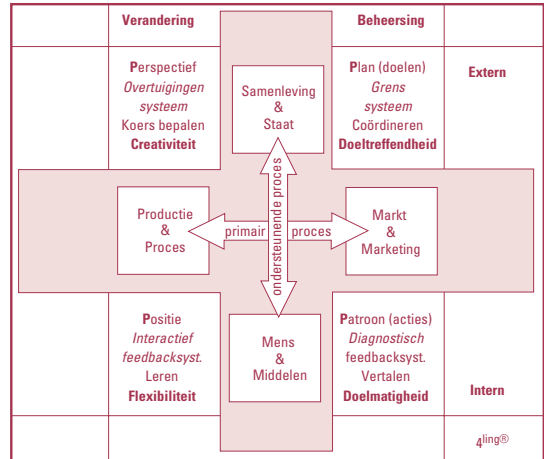 Verandering
Beheersing
Perspectief
Overtuigingen
systeem
Koers bepalen
Creativiteit
Samenleving
&
Staat
Plan (doelen)
Grens
systeem
Coördineren
Doeltreffendheid
Extern
Productie
&
Proces
primair
proces
ondersteunende proces
Markt
&
Marketing
Positie
Interactief
feedbacksyst.
Leren
Flexibiliteit
Mens
&
Middelen
Patroon (acties)
Diagnostisch
feedbacksyst.
Vertalen
Doelmatigheid
Intern
4ling®